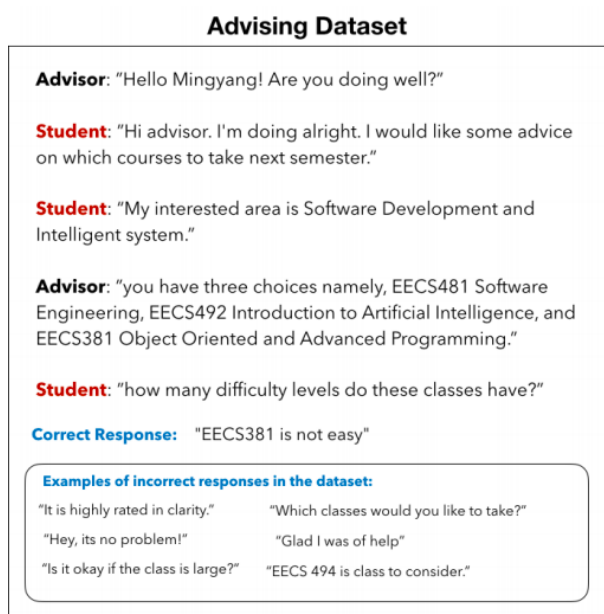 Advising Dataset
Advisor: “Hello Mingyang! Are you doing well?”
Student: “Hi advisor. I'm doing alright. I would like some advice
on which courses to take next semester.”
Student: “My interested area is Software Development and
Intelligent system.”
Advisor: “you have three choices namely, EECS481 Software
Engineering, EECS492 Introduction to Artificial Intelligence, and
EECS381 Object Oriented and Advanced Programming.”
Student: “how many difficulty levels do these classes have?”
Correct Response: "EECS381 is not easy"
Examples of incorrect responses in the dataset:
“It is highly rated in clarity.” “Which classes would you like to take?”
“Hey, its no problem!” “Glad I was of help”
“Is it okay if the class is large?” “EECS 494 is class to consider.”